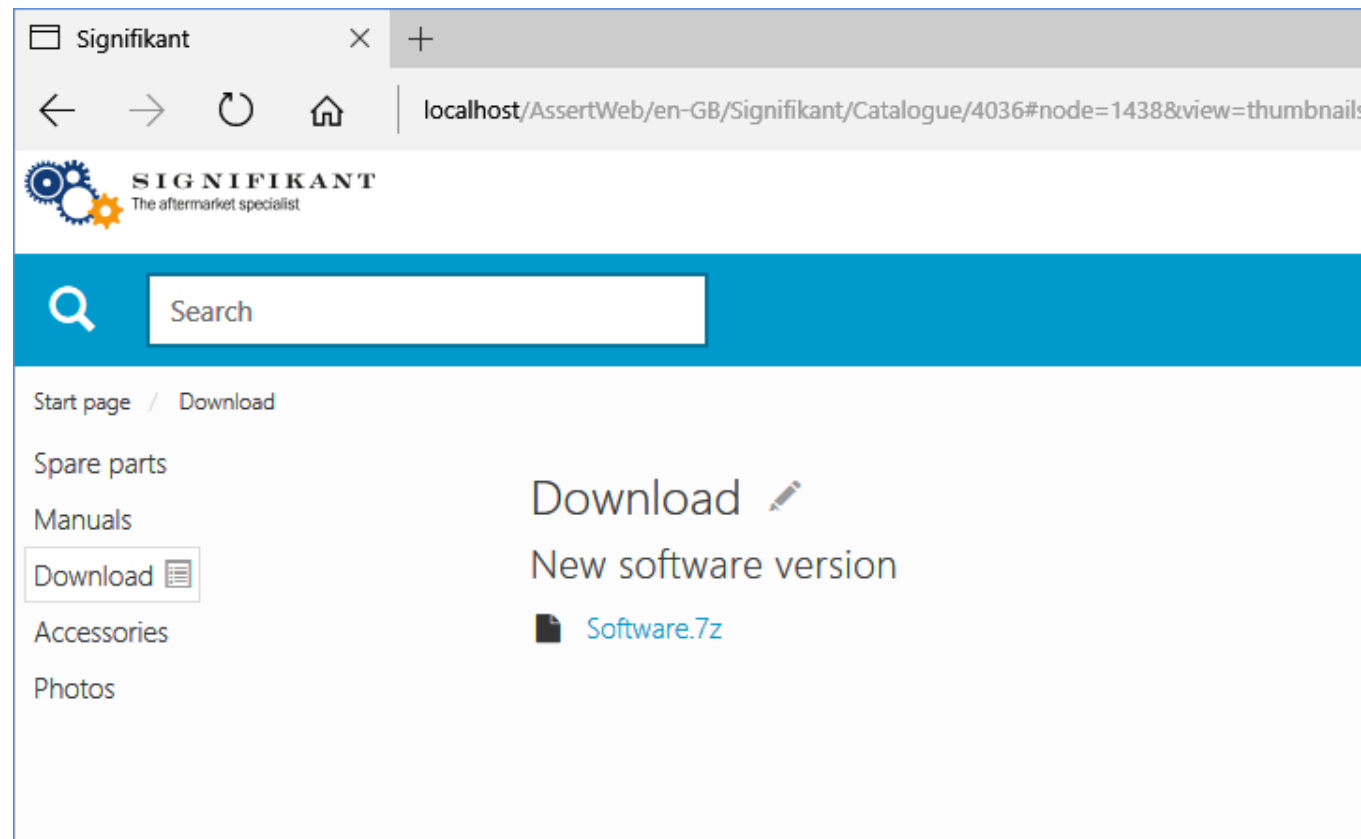 Signifikant
localhost/AssertWeb/en-GB/Signifikant/Catalogue/4036#node=1438&view=thumbnails
SIGNIFIKANT
The aftermarket specialist
Search
Start page / Download
Spare parts
Manuals
Download
Accessories
Photos
Download
New software version
Software.7z